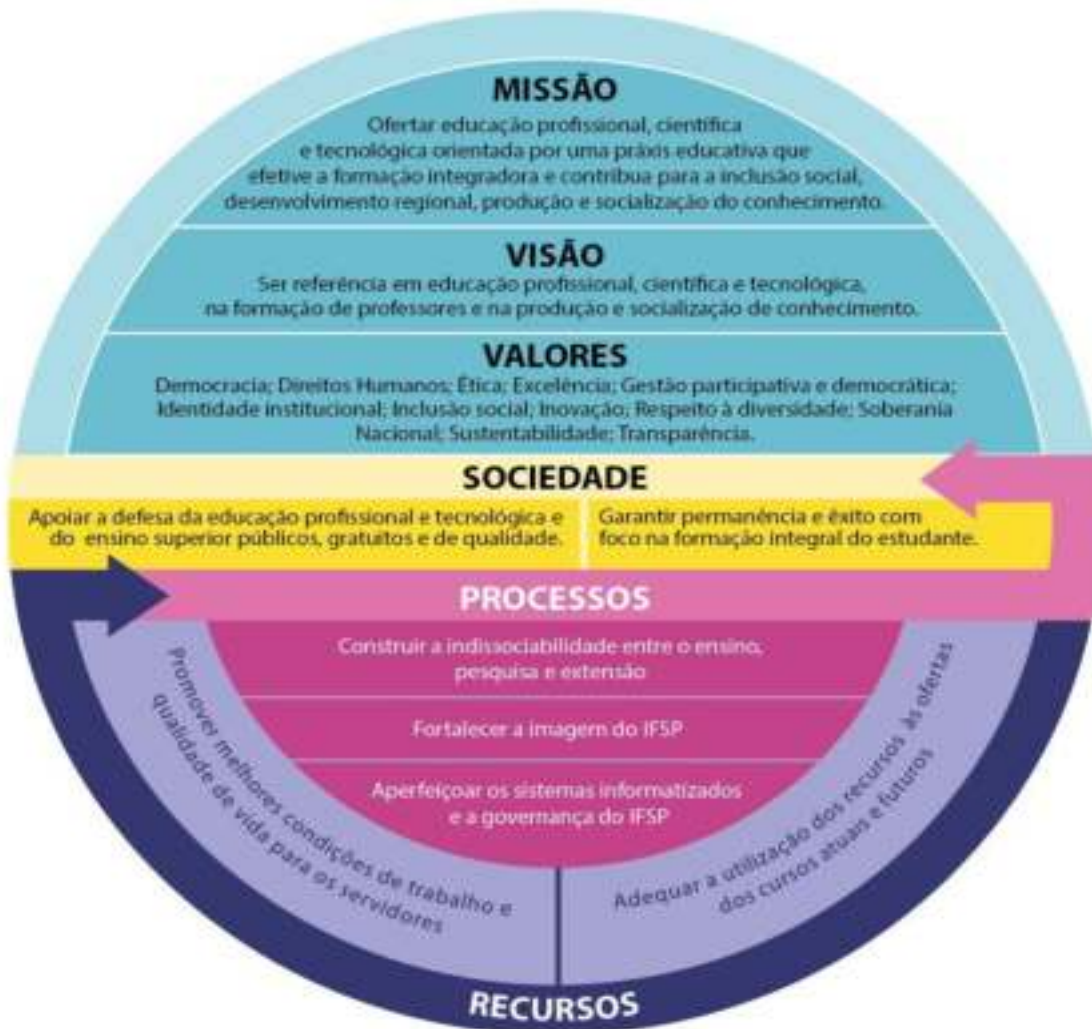 MISSÃO
Ofertar educação profissional, científica
e tecnológica orientada por uma práxis educativa que
efetive a formação integradora e contribua para a inclusão social,
desenvolvimento regional, produção e socialização do conhecimento.
VISÃO
Ser referência em educação profissional, científica e tecnológica,
na formação de professores e na produção e socialização de conhecimento.
VALORES
Democracia; Direitos Humanos; Ética; Excelência; Gestão participativa e democrática;
Identidade institucional; Inclusão social; Inovação; Respeito à diversidade; Soberania
Nacional; Sustentabilidade; Transparência.
SOCIEDADE
Apoiar a defesa da educação profissional e tecnológica e
do ensino superior públicos, gratuitos e de qualidade.
Garantir permanência e êxito com
foco na formação integral do estudante.
PROCESSOS
Construir a indissociabilidade entre o ensino,
pesquisa e extensão
Fortalecer a imagem do IFSP
Aperfeiçoar os sistemas informatizados
e a governança do IFSP
Promover melhores condições de trabalho e
qualidade de vida para os servidores
Adequar a utilização dos recursos às ofertas
dos cursos atuais e futuros
RECURSOS